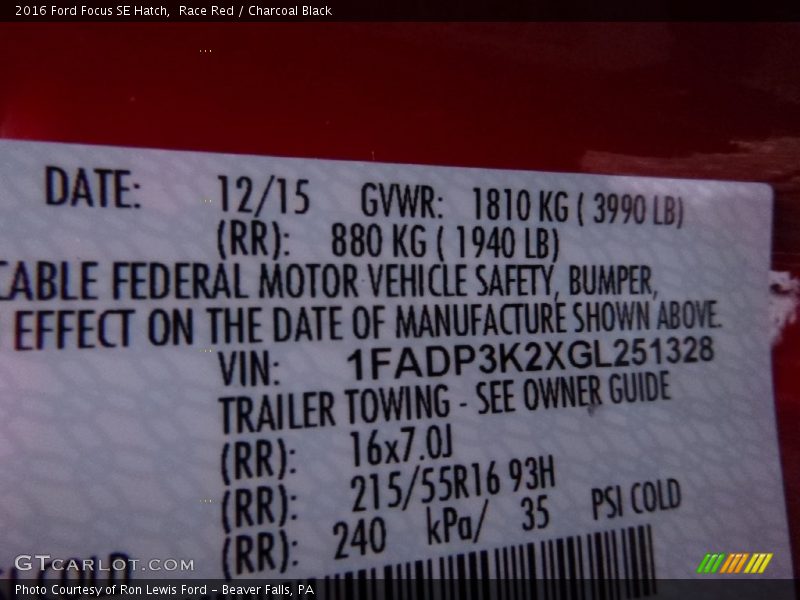 2016 Ford Focus SE Hatch,  Race Red / Charcoal Black
DATE: 12/15 GVWR: 1810 KG ( 3990 LB)
(RR): 880 KG ( 1940 LB)
CABLE FEDERAL MOTOR VEHICLE SAFETY, BUMPER,
EFFECT ON THE DATE OF MANUFACTURE SHOWN ABOVE.
VIN: 1FADP3K2XGL251328
TRAILER TOWING - SEE OWNER GUIDE
(RR): 16x7.0J
(RR): 215/55R16 93H
(RR): 240 kPa/ 35 PSI COLD
COLD
GTCARLOT.COM
Photo Courtesy of Ron Lewis Ford - Beaver Falls, PA